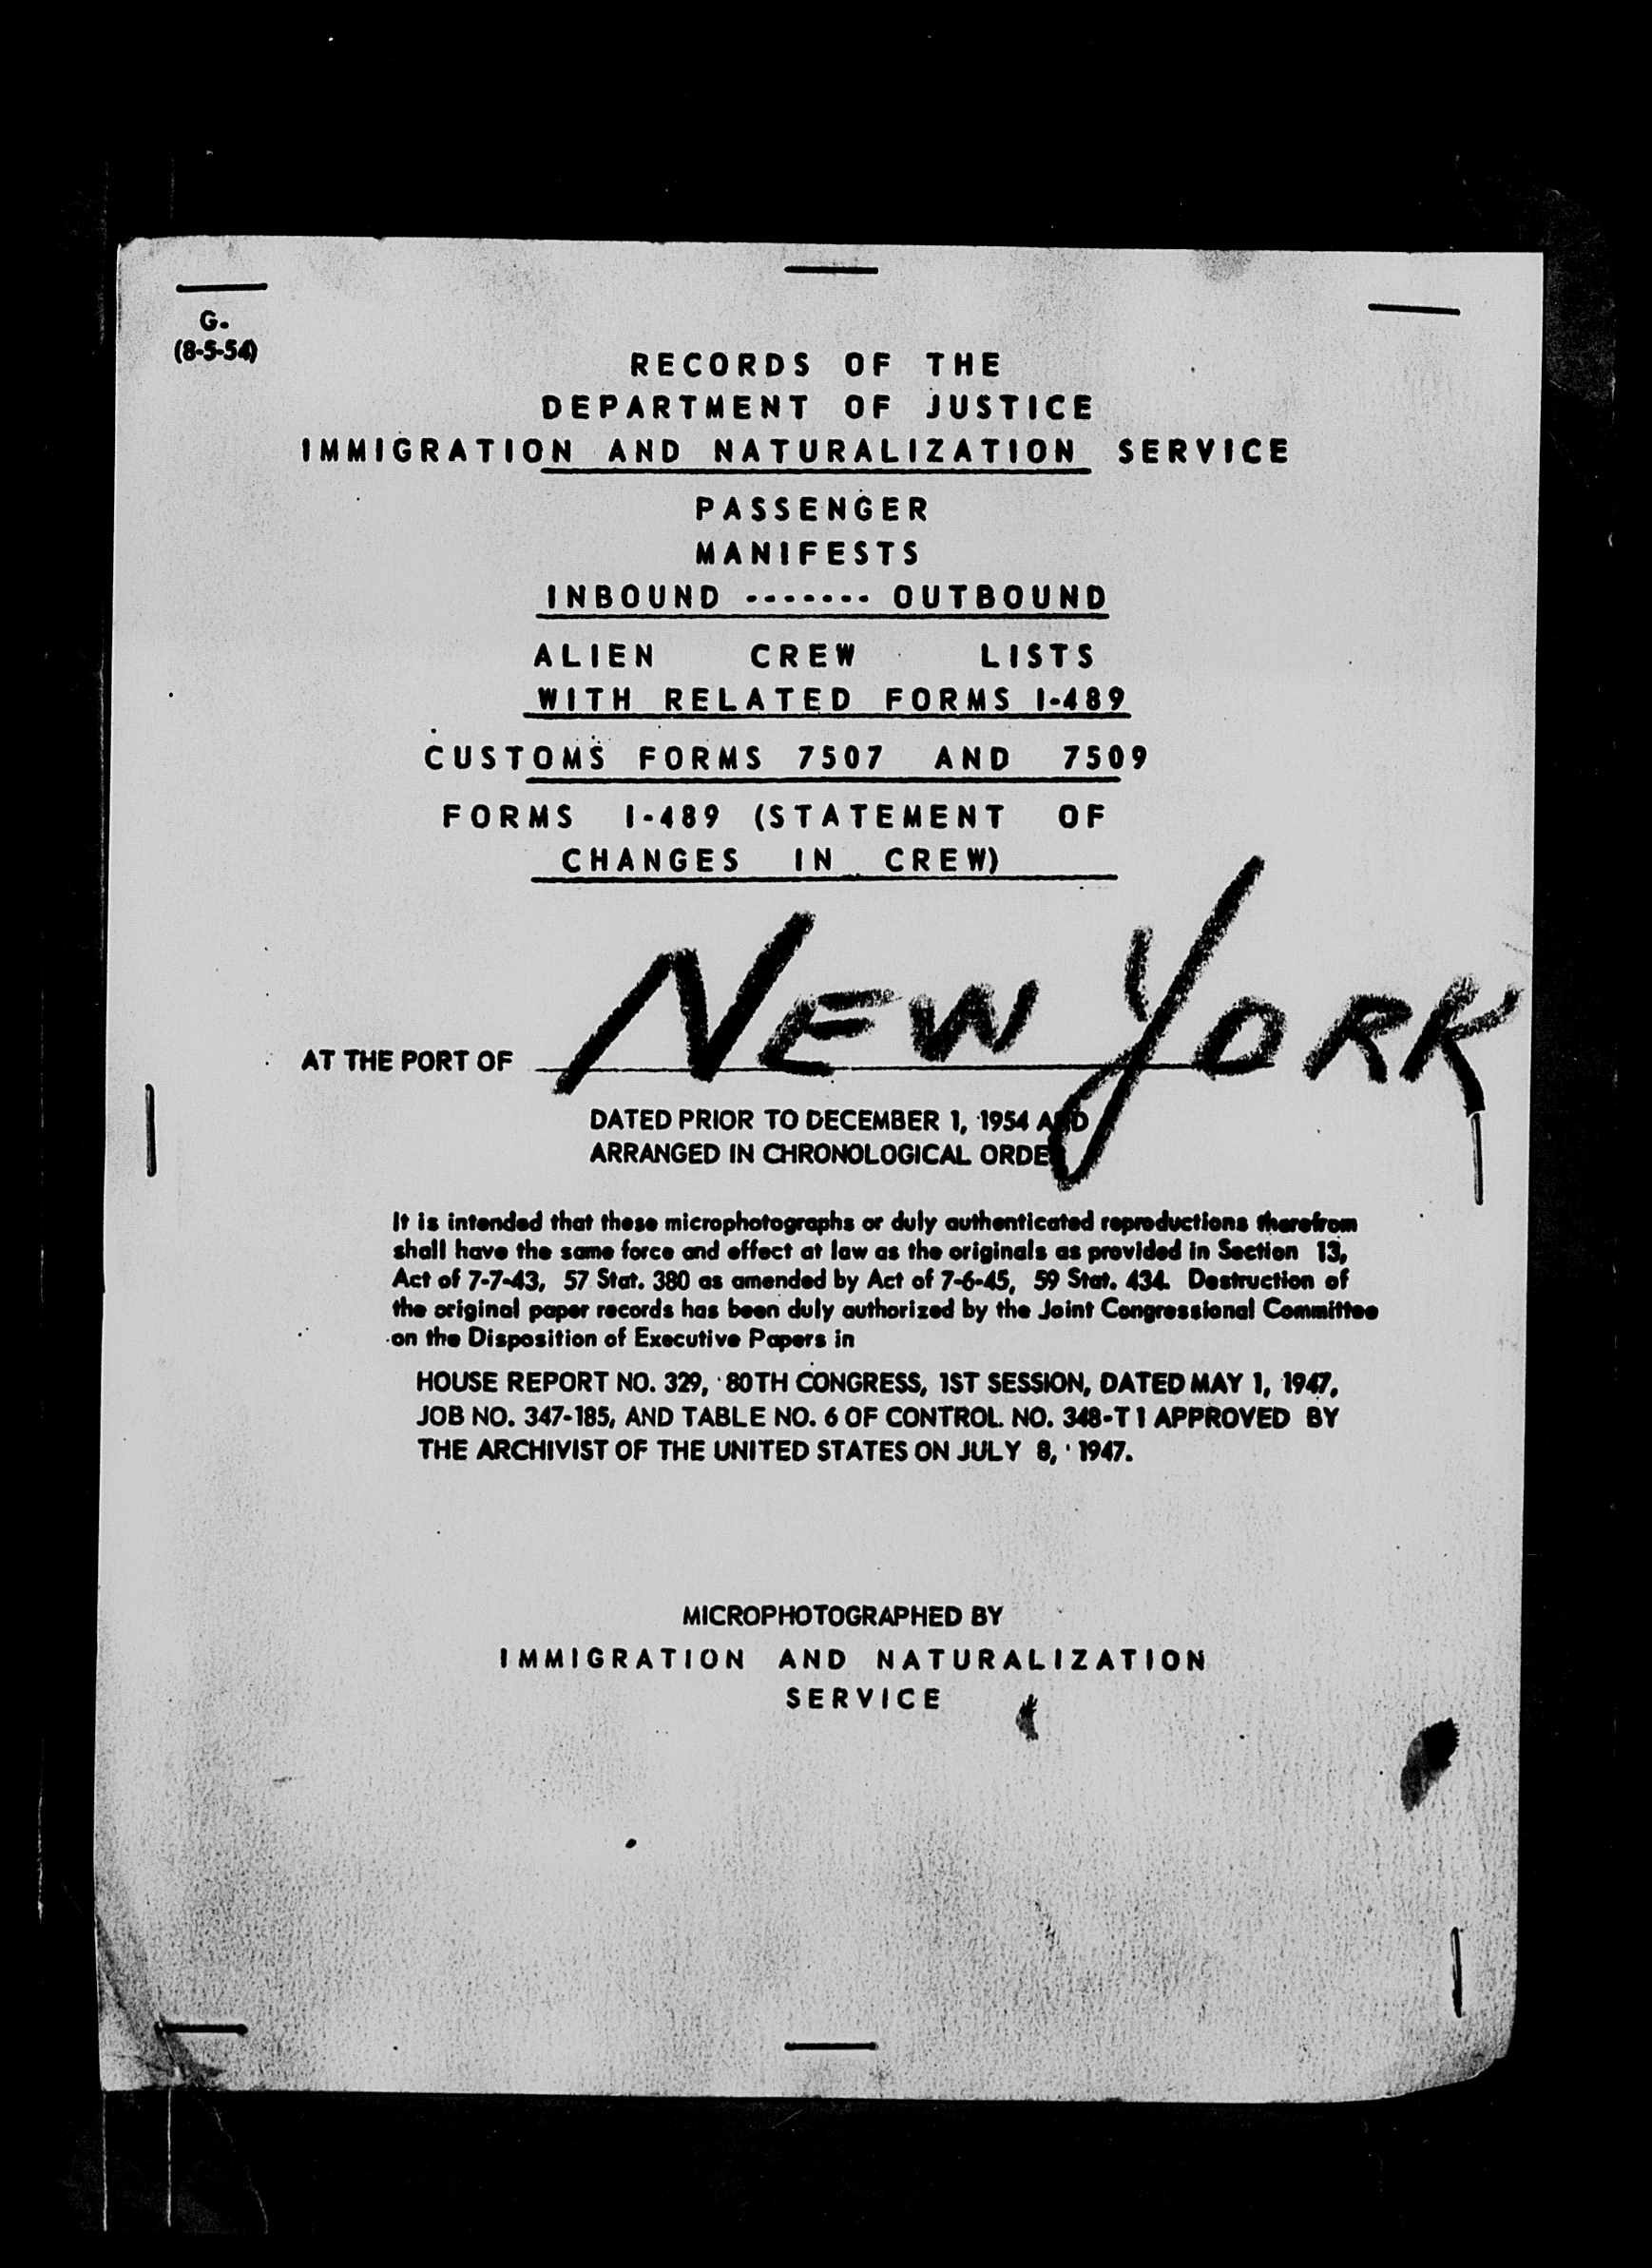 G.
(8-5-54)
RECORDS OF THE
DEPARTMENT OF JUSTICE
IMMIGRATION AND NATURALIZATION SERVICE
PASSENGER
MANIFESTS
INBOUND ------- OUTBOUND
ALIEN CREW LISTS
WITH RELATED FORMS I-489
CUSTOMS FORMS 7507 AND 7509
FORMS I-489 (STATEMENT OF
CHANGES IN CREW)
AT THE PORT OF NEW YORK
DATED PRIOR TO DECEMBER 1, 1954 AND
ARRANGED IN CHRONOLOGICAL ORDER
It is intended that these microphotographs or duly authenticated reproductions therefrom
shall have the same force and effect at law as the originals as provided in Section 13,
Act of 7-7-43, 57 Stat. 380 as amended by Act of 7-6-45, 59 Stat. 434. Destruction of
the original paper records has been duly authorized by the Joint Congressional Committee
on the Disposition of Executive Papers in
HOUSE REPORT NO. 329, 80TH CONGRESS, 1ST SESSION, DATED MAY 1, 1947,
JOB NO. 347-185, AND TABLE NO. 6 OF CONTROL NO. 348-T1 APPROVED BY
THE ARCHIVIST OF THE UNITED STATES ON JULY 8, 1947.
MICROPHOTOGRAPHED BY
IMMIGRATION AND NATURALIZATION
SERVICE